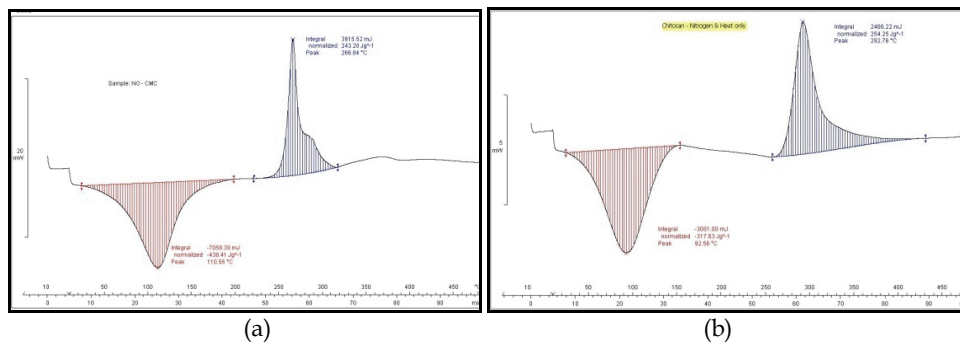 Integral 3915.52 mJ
normalized 243.20 Jg^-1
Peak 266.84 °C
Sample: NO - CMC
20
mW
Integral -7058.39 mJ
normalized -438.41 Jg^-1
Peak 110.55 °C
10 50 100 150 200 250 300 350 400 450
0 10 20 30 40 50 60 70 80 90
(a)
Chitosan - Nitrogen & Heat only
Integral 2468.22 mJ
normalized 254.25 Jg^-1
Peak 292.76 °C
5
mW
Integral -3081.00 mJ
normalized -317.63 Jg^-1
Peak 92.56 °C
10 50 100 150 200 250 300 350 400 450
0 10 20 30 40 50 60 70 80 90
(b)